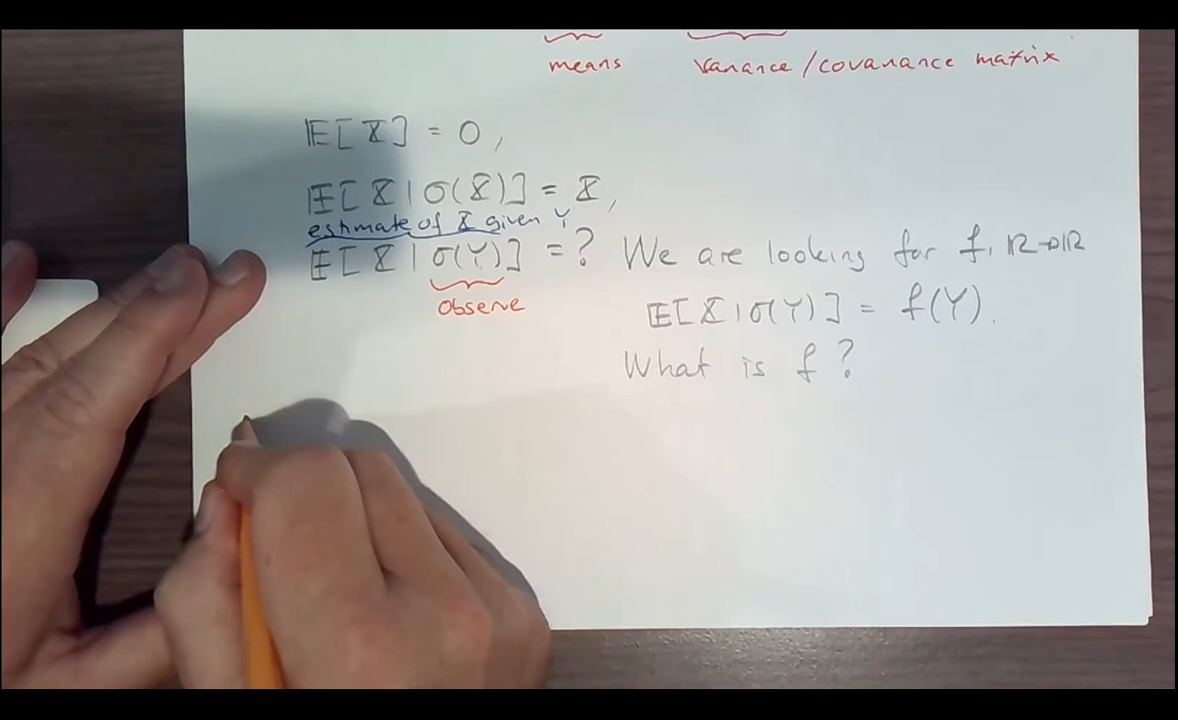 means variance/covariance matrix
𝔼[X] = 0,
𝔼[X|σ(X)] = X,
estimate of X given Y
𝔼[X|σ(Y)] = ? We are looking for f: ℝ→ℝ
observe
𝔼[X|σ(Y)] = f(Y).
What is f?